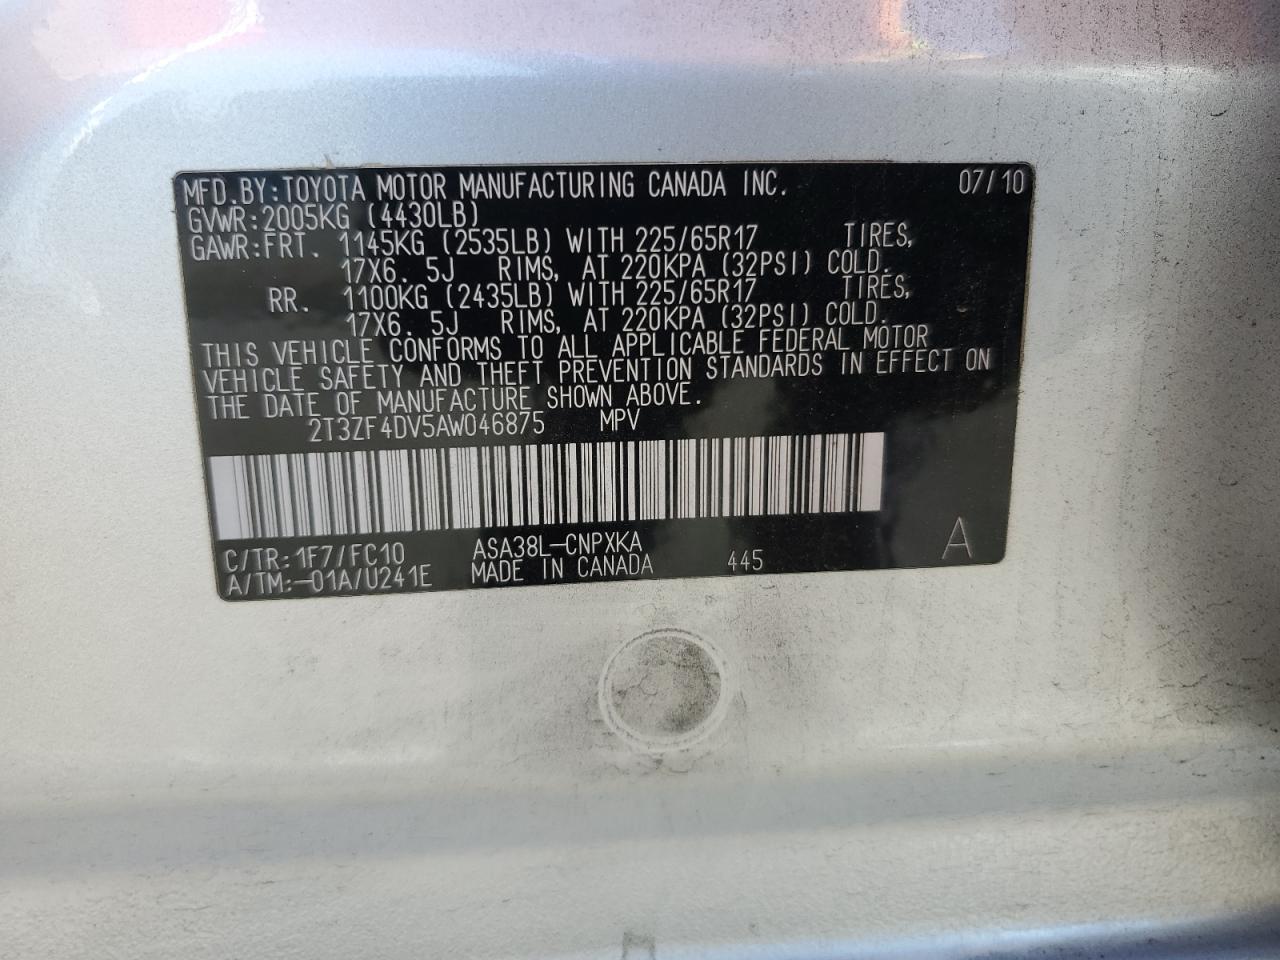 MFD.BY:TOYOTA MOTOR MANUFACTURING CANADA INC. 07/10
GVWR:2005KG (4430LB)
GAWR:FRT. 1145KG (2535LB) WITH 225/65R17 TIRES,
17X6.5J RIMS, AT 220KPA (32PSI) COLD.
RR. 1100KG (2435LB) WITH 225/65R17 TIRES,
17X6.5J RIMS, AT 220KPA (32PSI) COLD.
THIS VEHICLE CONFORMS TO ALL APPLICABLE FEDERAL MOTOR
VEHICLE SAFETY AND THEFT PREVENTION STANDARDS IN EFFECT ON
THE DATE OF MANUFACTURE SHOWN ABOVE.
2T3ZF4DV5AW046875 MPV
C/TR:1F7/FC10 ASA38L-CNPXKA A
A/TM:-01A/U241E MADE IN CANADA 445